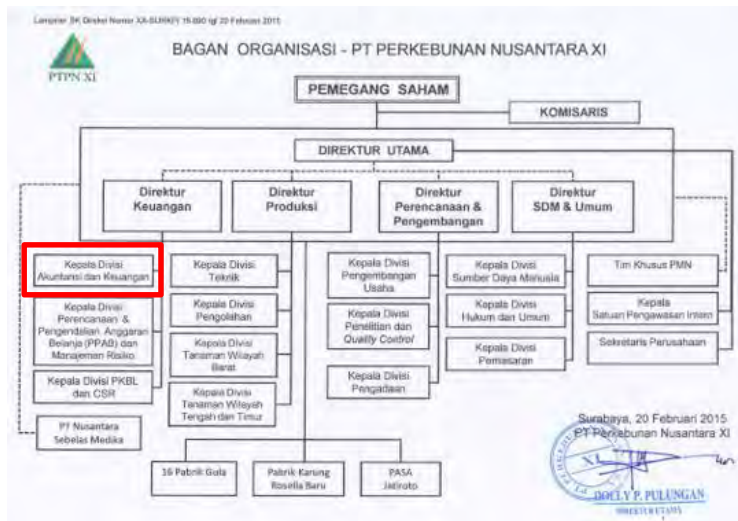 BAGAN ORGANISASI - PT PERKEBUNAN NUSANTARA XI
PTPN XI
PEMEGANG SAHAM
KOMISARIS
DIREKTUR UTAMA
Direktur
Keuangan
Direktur
Produksi
Direktur
Perencanaan &
Pengembangan
Direktur
SDM & Umum
Kepala Divisi
Akuntansi dan Keuangan
Kepala Divisi
Perencanaan &
Pengendalian Anggaran
Belanja (PPAB) dan
Manajemen Risiko
Kepala Divisi PKBL
dan CSR
PT Nusantara
Sebelas Medika
Kepala Divisi
Teknik
Kepala Divisi
Pengolahan
Kepala Divisi
Tanaman Wilayah
Barat
Kepala Divisi
Tanaman Wilayah
Tengah dan Timur
Kepala Divisi
Pengembangan
Usaha
Kepala Divisi
Penelitian dan
Quality Control
Kepala Divisi
Pengadaan
Kepala Divisi
Sumber Daya Manusia
Kepala Divisi
Hukum dan Umum
Kepala Divisi
Pemasaran
Tim Khusus PMN
Kepala
Satuan Pengawasan Intern
Sekretaris Perusahaan
16 Pabrik Gula
Pabrik Karung
Rosella Baru
PASA
Jatiroto
Surabaya, 20 Februari 2015
PT Perkebunan Nusantara XI
DOLLY P. PULUNGAN
DIREKTUR UTAMA